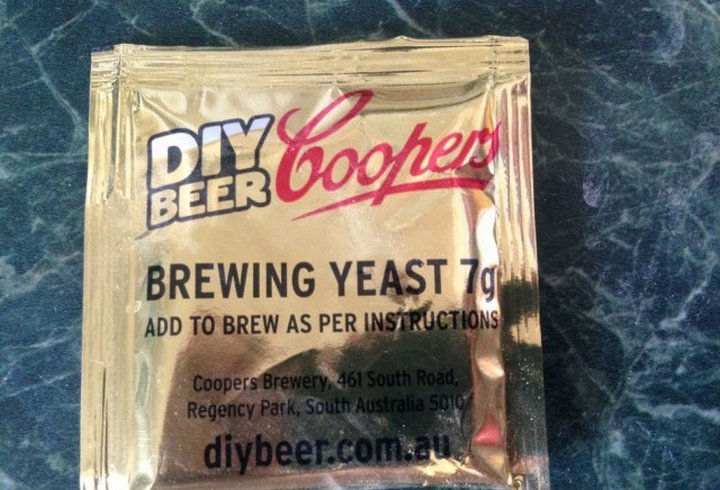 DIY Coopers
BEER
BREWING YEAST 7g
ADD TO BREW AS PER INSTRUCTIONS
Coopers Brewery, 461 South Road,
Regency Park, South Australia 5010
diybeer.com.au